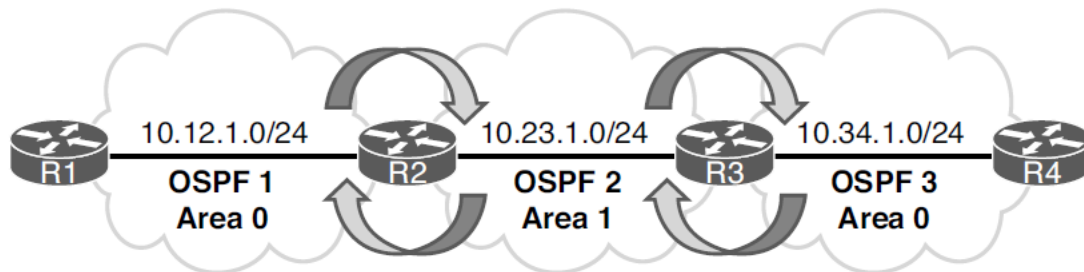 10.12.1.0/24
10.23.1.0/24
10.34.1.0/24
R1
R2
R3
R4
OSPF 1
Area 0
OSPF 2
Area 1
OSPF 3
Area 0